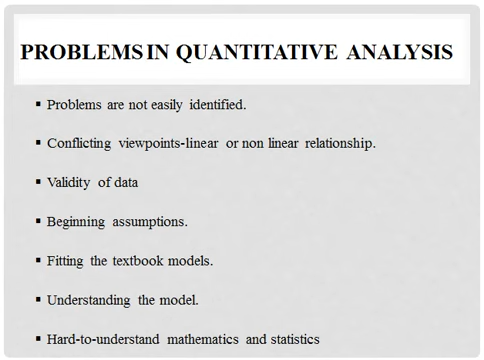 PROBLEMS IN QUANTITATIVE ANALYSIS
▪ Problems are not easily identified.
▪ Conflicting viewpoints-linear or non linear relationship.
▪ Validity of data
▪ Beginning assumptions.
▪ Fitting the textbook models.
▪ Understanding the model.
▪ Hard-to-understand mathematics and statistics